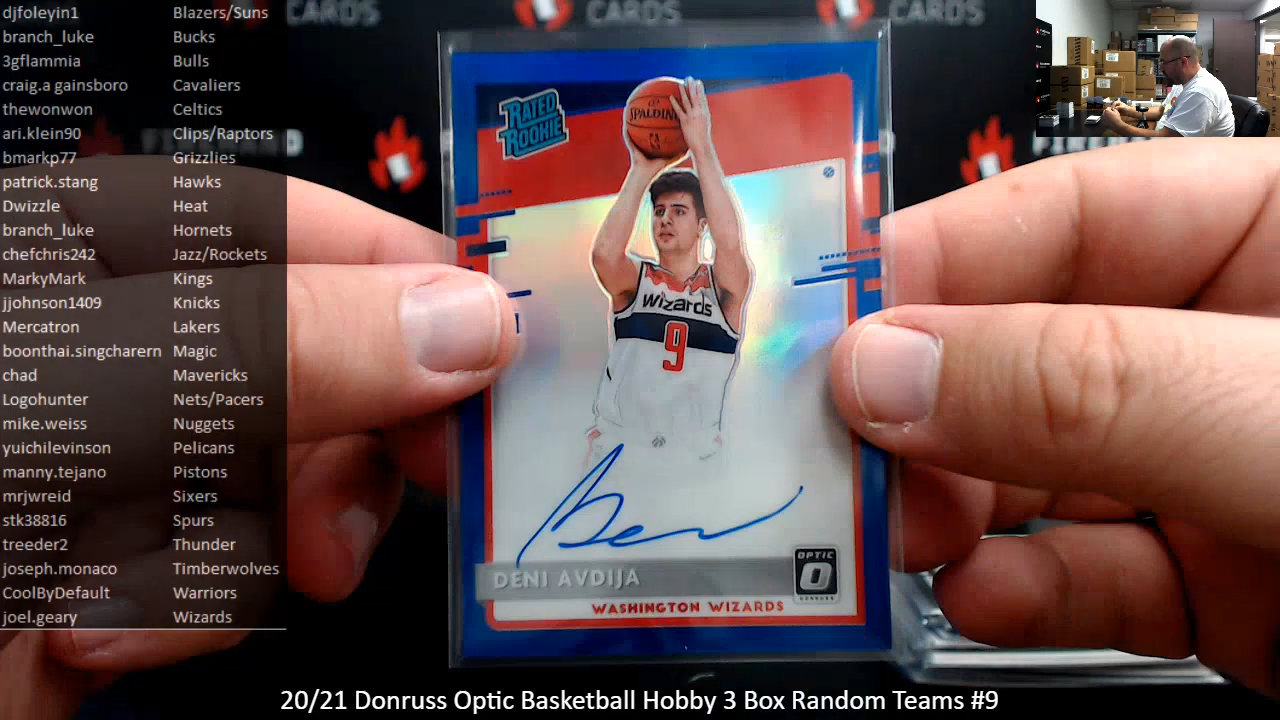 djfoleyin1 Blazers/Suns
branch_luke Bucks
3gflammia Bulls
craig.a gainsboro Cavaliers
thewonwon Celtics
ari.klein90 Clips/Raptors
bmarkp77 Grizzlies
patrick.stang Hawks
Dwizzle Heat
branch_luke Hornets
chefchris242 Jazz/Rockets
MarkyMark Kings
jjohnson1409 Knicks
Mercatron Lakers
boonthai.singcharern Magic
chad Mavericks
Logohunter Nets/Pacers
mike.weiss Nuggets
yuichilevinson Pelicans
manny.tejano Pistons
mrjwreid Sixers
stk38816 Spurs
treeder2 Thunder
joseph.monaco Timberwolves
CoolByDefault Warriors
joel.geary Wizards
CARDS
CARDS
RATED
ROOKIE
SPALDING
wizards
9
DENI AVDIJA
OPTIC
WASHINGTON WIZARDS
20/21 Donruss Optic Basketball Hobby 3 Box Random Teams #9